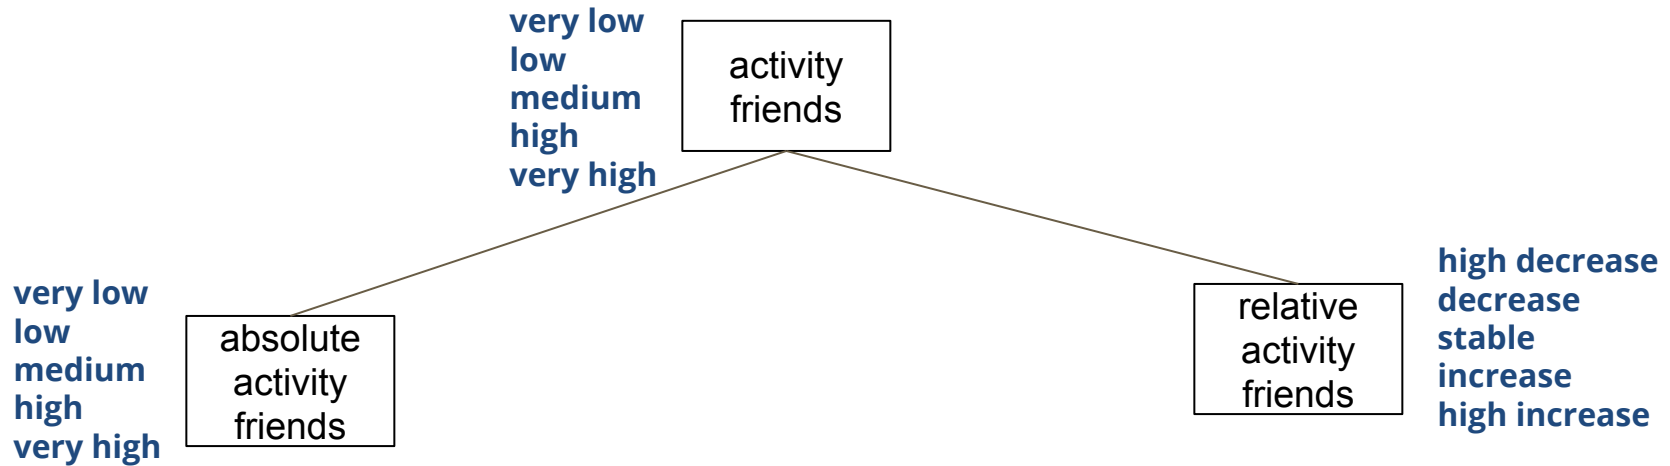 very low
low
medium
high
very high
activity
friends
very low
low
medium
high
very high
absolute
activity
friends
relative
activity
friends
high decrease
decrease
stable
increase
high increase